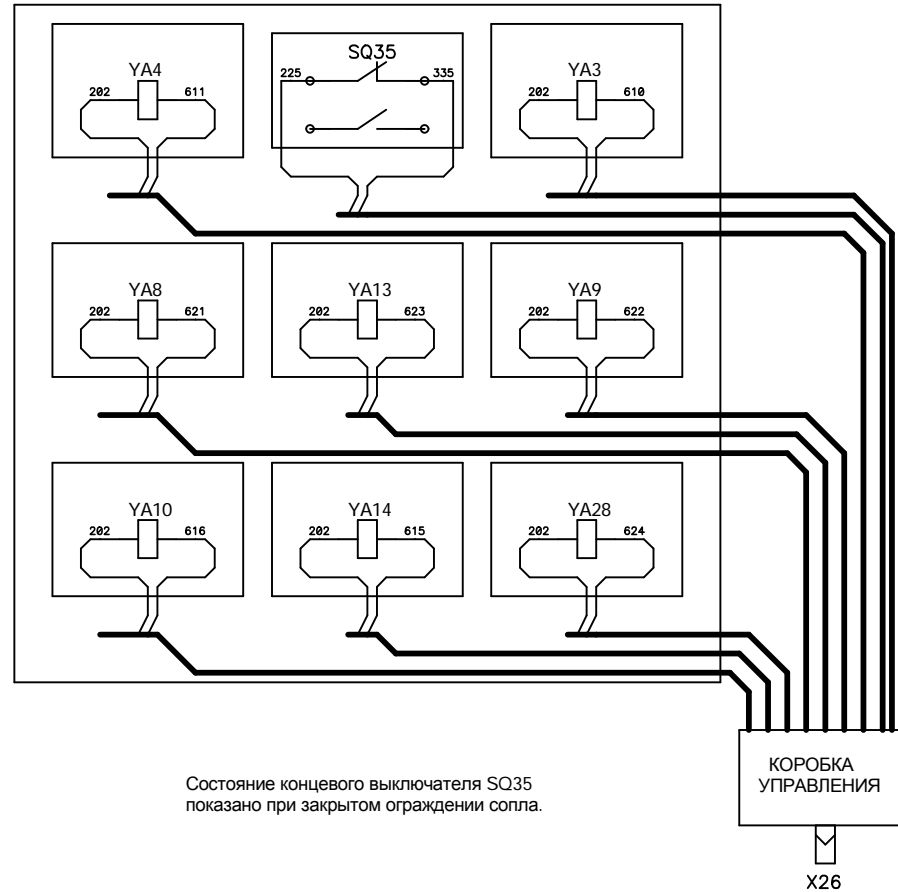 SQ35
YA4
225
335
YA3
202
611
202
610
YA8
YA13
YA9
202
621
202
623
202
622
YA10
YA14
YA28
202
616
202
615
202
624
КОРОБКА
УПРАВЛЕНИЯ
Состояние концевого выключателя SQ35
показано при закрытом ограждении сопла.
X26